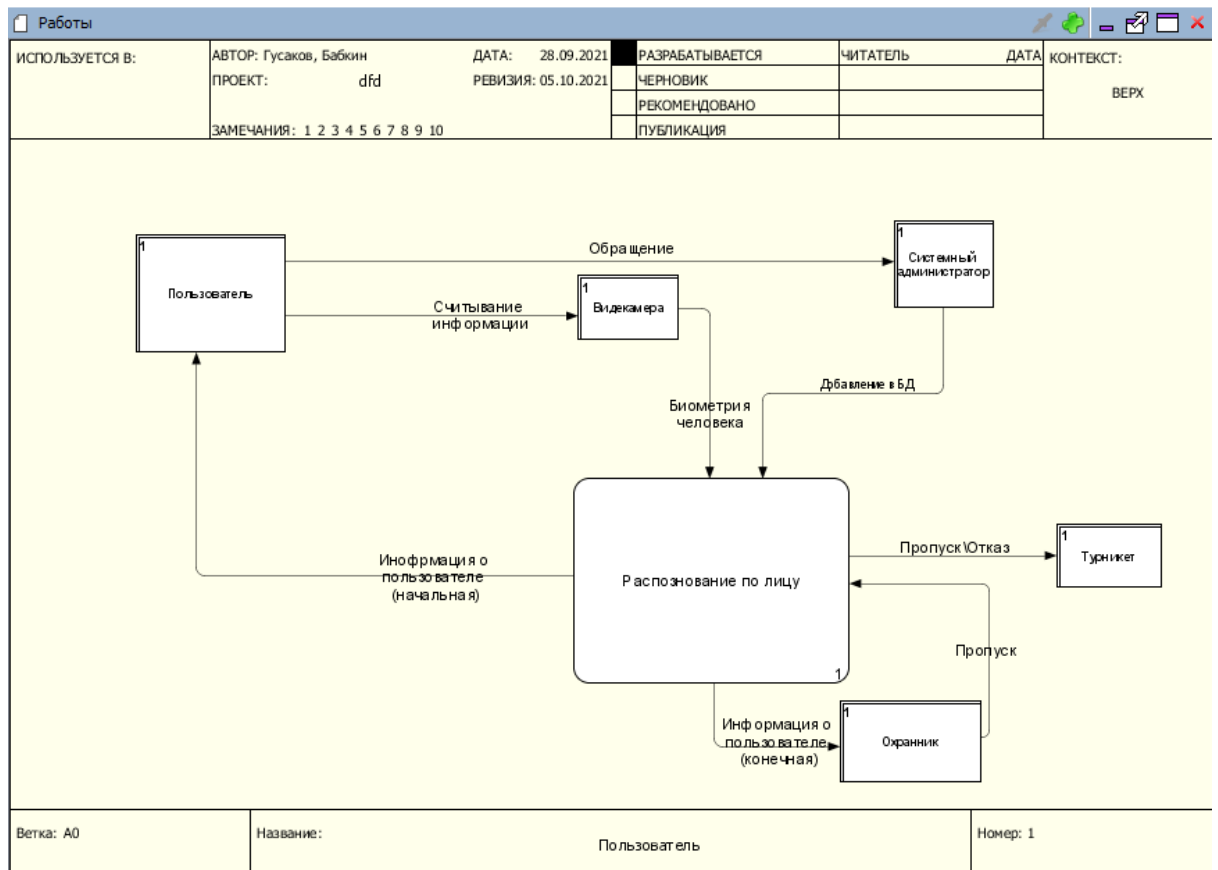 Работы
ИСПОЛЬЗУЕТСЯ В:
АВТОР: Гусаков, Бабкин
ДАТА: 28.09.2021
ПРОЕКТ: dfd
РЕВИЗИЯ: 05.10.2021
ЗАМЕЧАНИЯ: 1 2 3 4 5 6 7 8 9 10
РАЗРАБАТЫВАЕТСЯ
ЧЕРНОВИК
РЕКОМЕНДОВАНО
ПУБЛИКАЦИЯ
ЧИТАТЕЛЬ ДАТА
КОНТЕКСТ:
ВЕРХ
1
Пользователь
Обращение
1
Системный
администратор
Считывание
информации
1
Видекамера
Добавление в БД
Биометрия
человека
Инофрмация о
пользователе
(начальная)
Распознование по лицу
1
Пропуск\Отказ
1
Турникет
Пропуск
Информация о
пользователе
(конечная)
1
Охранник
Ветка: A0
Название:
Пользователь
Номер: 1